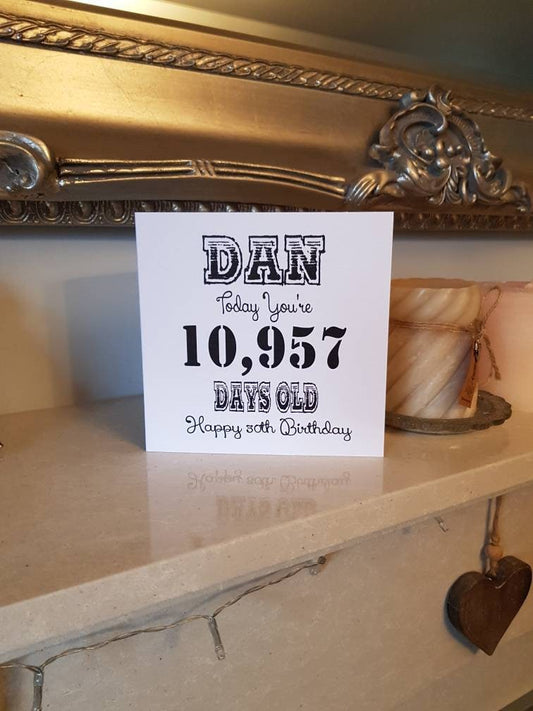 DAN
Today You're
10,957
DAYS OLD
Happy 30th Birthday